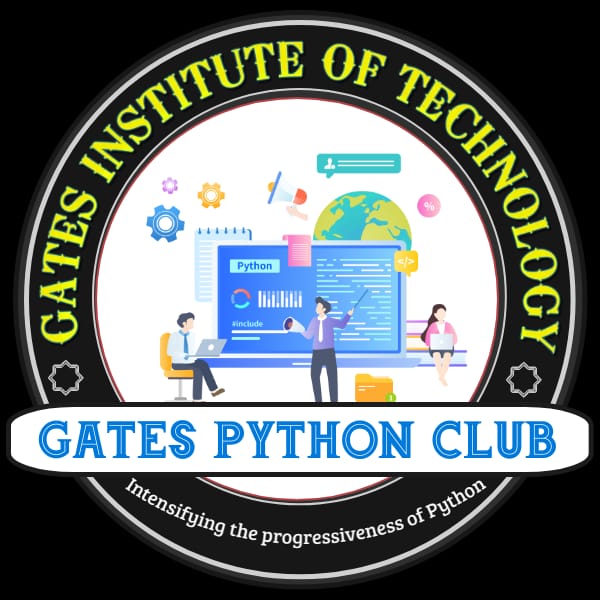 GATES INSTITUTE OF TECHNOLOGY
%
</>
Python
#include
GATES PYTHON CLUB
Intensifying the progressiveness of Python